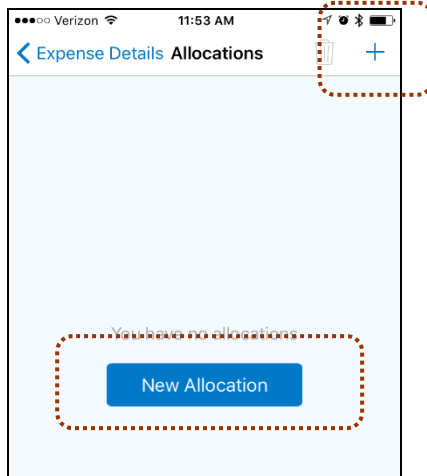 Verizon 11:53 AM
Expense Details Allocations +
You have no allocations
New Allocation